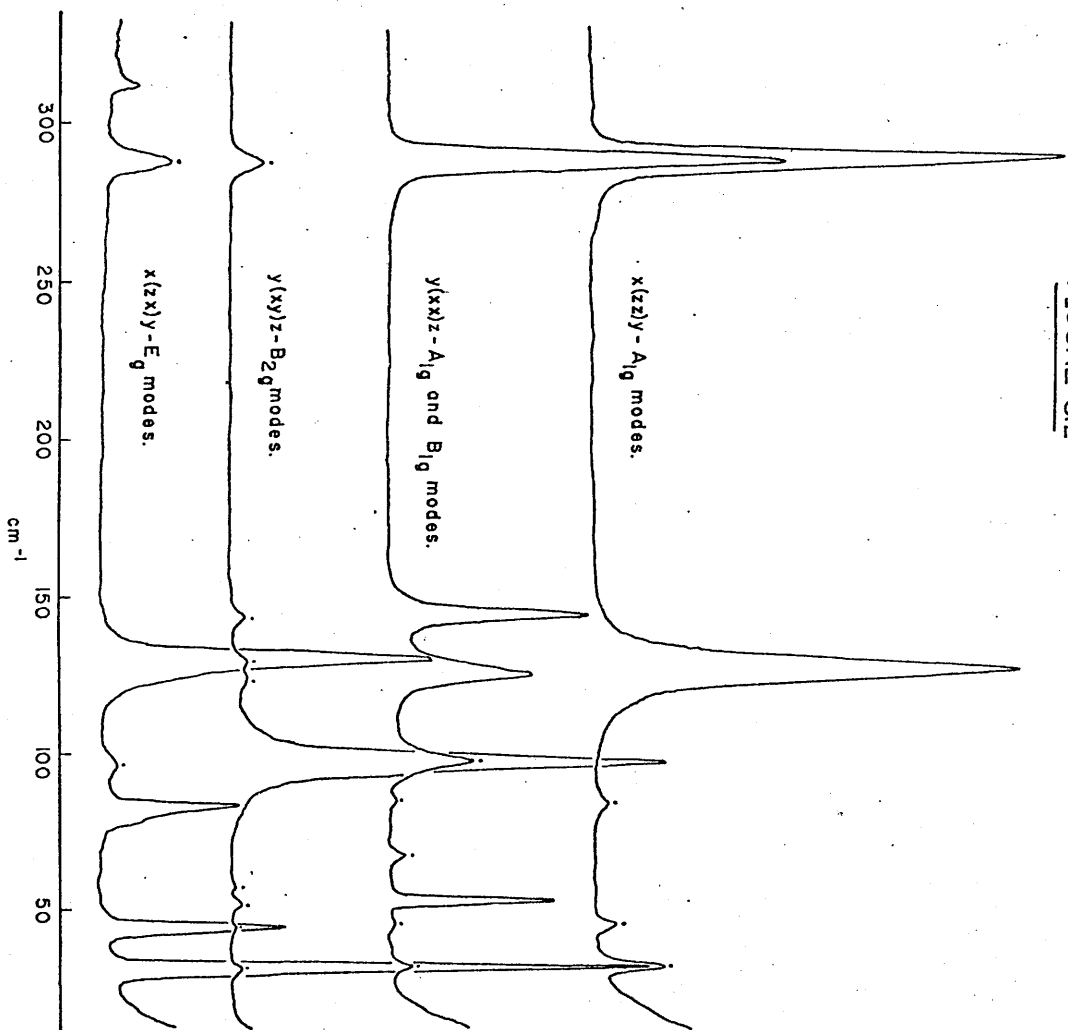 x(zz)y - A1g modes.
y(xx)z - A1g and B1g modes.
y(xy)z - B2g modes.
x(zx)y - Eg modes.
300
250
200
150
100
50
cm-1